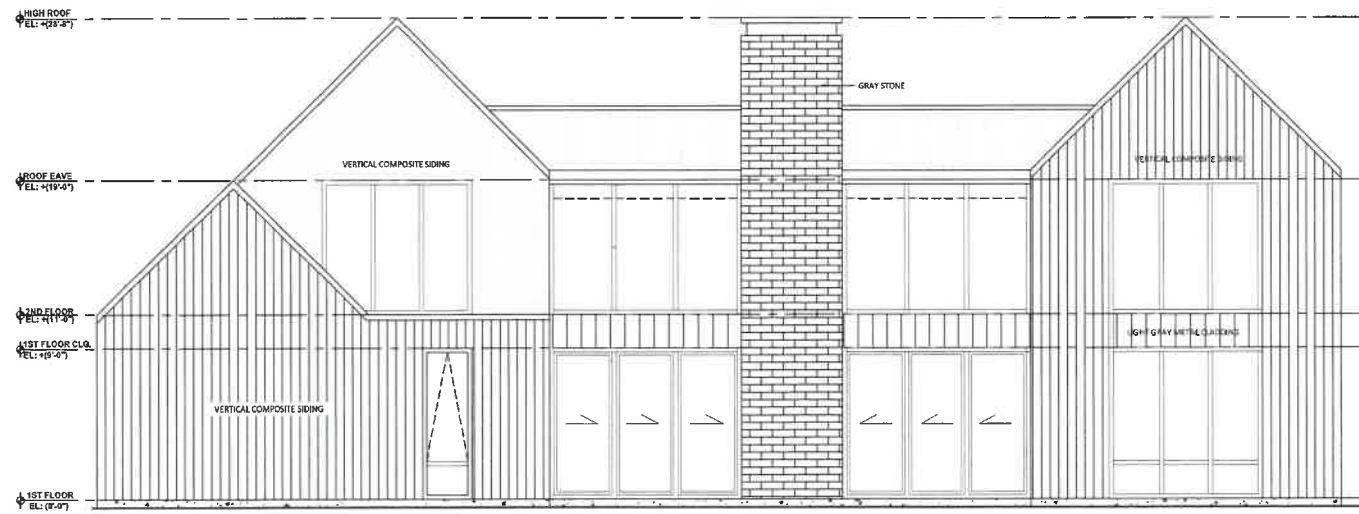 HIGH ROOF
EL: +(28'-8")
GRAY STONE
VERTICAL COMPOSITE SIDING
VERTICAL COMPOSITE SIDING
ROOF EAVE
EL: +(19'-0")
2ND FLOOR
EL: +(11'-0")
LIGHT GRAY METAL CLADDING
1ST FLOOR CLG.
EL: +(9'-0")
VERTICAL COMPOSITE SIDING
1ST FLOOR
EL: (0'-0")